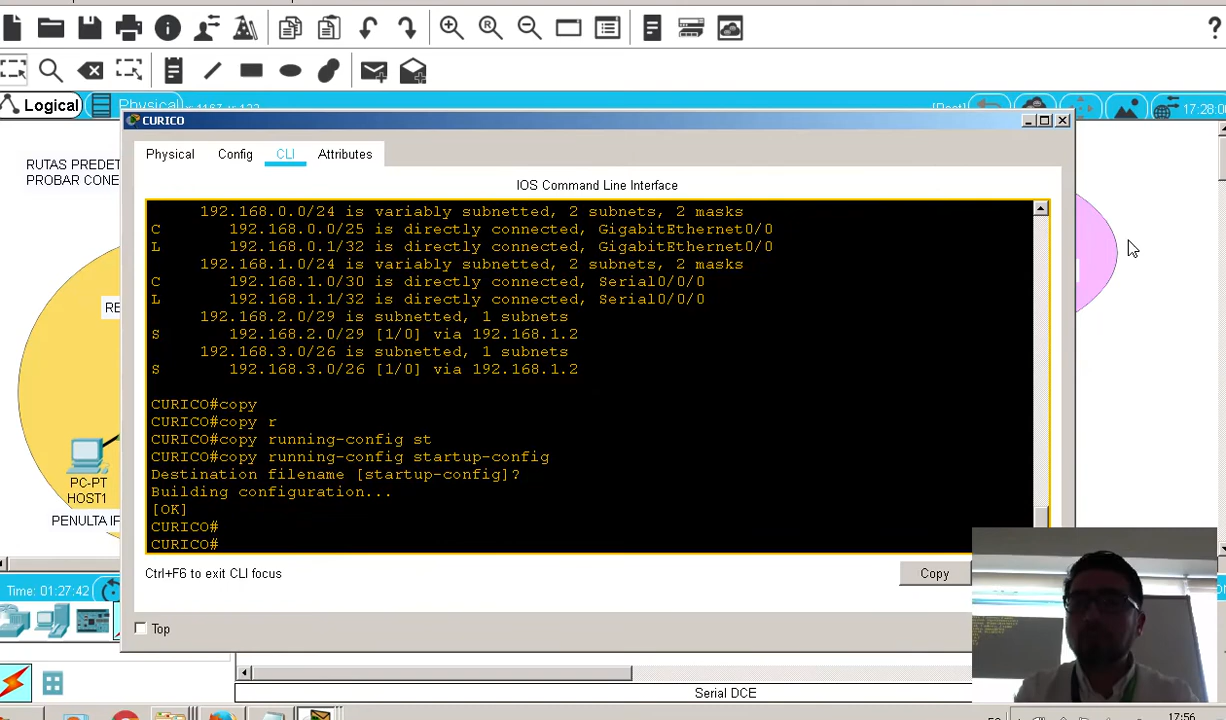 Logical
Physical
[Root]
17:28:0
RUTAS PREDET
PROBAR CONE
CURICO
Physical Config CLI Attributes
IOS Command Line Interface
192.168.0.0/24 is variably subnetted, 2 subnets, 2 masks
C 192.168.0.0/25 is directly connected, GigabitEthernet0/0
L 192.168.0.1/32 is directly connected, GigabitEthernet0/0
192.168.1.0/24 is variably subnetted, 2 subnets, 2 masks
C 192.168.1.0/30 is directly connected, Serial0/0/0
L 192.168.1.1/32 is directly connected, Serial0/0/0
192.168.2.0/29 is subnetted, 1 subnets
S 192.168.2.0/29 [1/0] via 192.168.1.2
192.168.3.0/26 is subnetted, 1 subnets
S 192.168.3.0/26 [1/0] via 192.168.1.2
CURICO#copy
CURICO#copy r
CURICO#copy running-config st
CURICO#copy running-config startup-config
Destination filename [startup-config]?
Building configuration...
[OK]
CURICO#
CURICO#
Ctrl+F6 to exit CLI focus
Copy
Top
RE
PC-PT
HOST1
PENULTA IF
Time: 01:27:42
Serial DCE
17:56